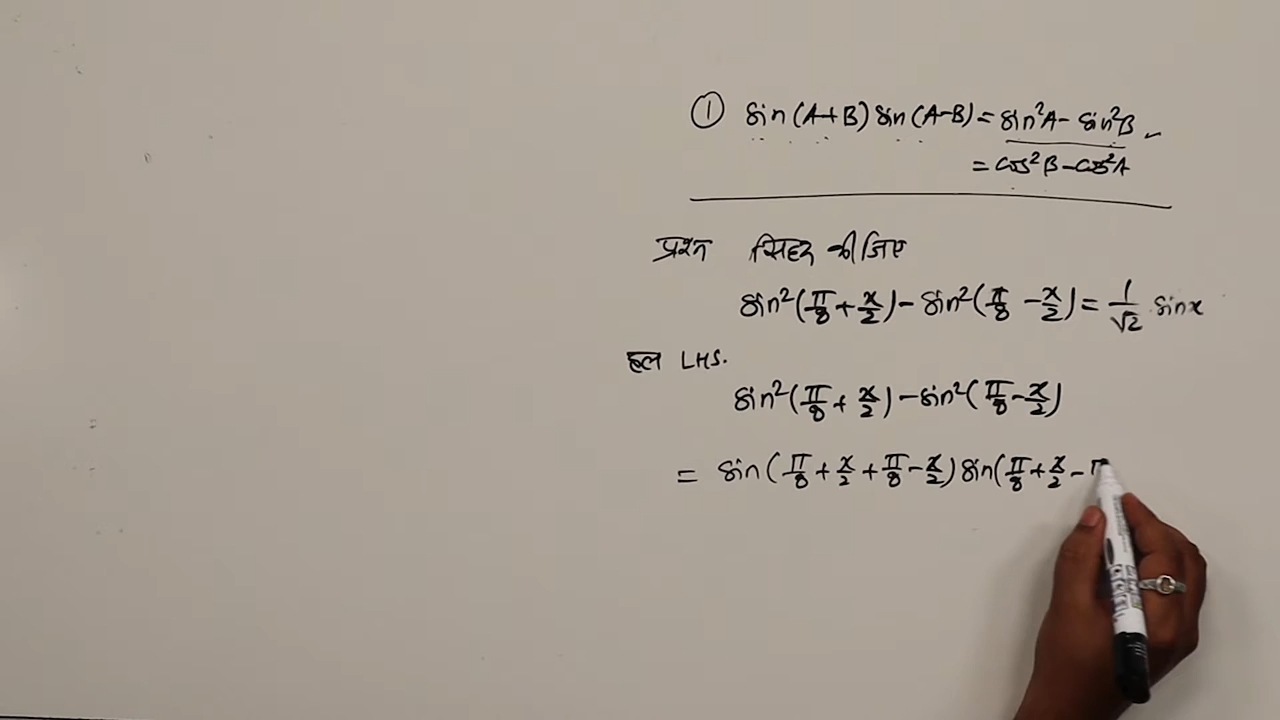 ① sin(A+B) sin(A-B) = sin²A - sin²B
= cos²B - cos²A
प्रश्न सिद्ध कीजिए
sin²(π/8 + x/2) - sin²(π/8 - x/2) = 1/√2 sinx
हल LHS.
sin²(π/8 + x/2) - sin²(π/8 - x/2)
= sin(π/8 + x/2 + π/8 - x/2) sin(π/8 + x/2 - π